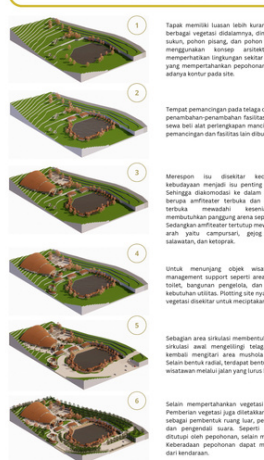 1
Tapak memiliki luasan lebih kurang
berbagai vegetasi didalamnya, din
sukun, pohon pisang, dan pohon
menggunakan konsep arsitekt
memperhatikan lingkungan sekitar
yang mempertahankan pepohonan
adanya kontur pada site.
2
Tempat pemancingan pada telaga d
penambahan-penambahan fasilitas
sewa beli alat perlengkapan mancin
pemancingan dan fasilitas lain dibu
3
Merespon isu disekitar kec
kebudayaan menjadi isu penting
Sehingga diakomodasi ke dalam
berupa amfiteater terbuka dan
terbuka mewadahi keseni
membutuhkan panggung arena sep
Sedangkan amfiteater tertutup mew
arah yaitu campursari, gejog
salawatan, dan ketoprak.
4
Untuk menunjang objek wisa
management support seperti area
toilet, bangunan pengelola, dan
kebutuhan utilitas. Plotting site nya
vegetasi disekitar untuk menciptakan
5
Sebagian area sirkulasi membentuk
sirkulasi awal mengelilingi telaga
kembali mengitari area mushola
Selain bentuk radial, terdapat bentu
wisatawan melalui jalan yang lurus
6
Selain mempertahankan vegetasi
Pemberian vegetasi juga diletakkan
sebagai pembentuk ruang luar, pe
dan pengendali suara. Seperti
ditutupi oleh pepohonan, selain m
Keberadaan pepohonan dapat m
dari kendaraan.